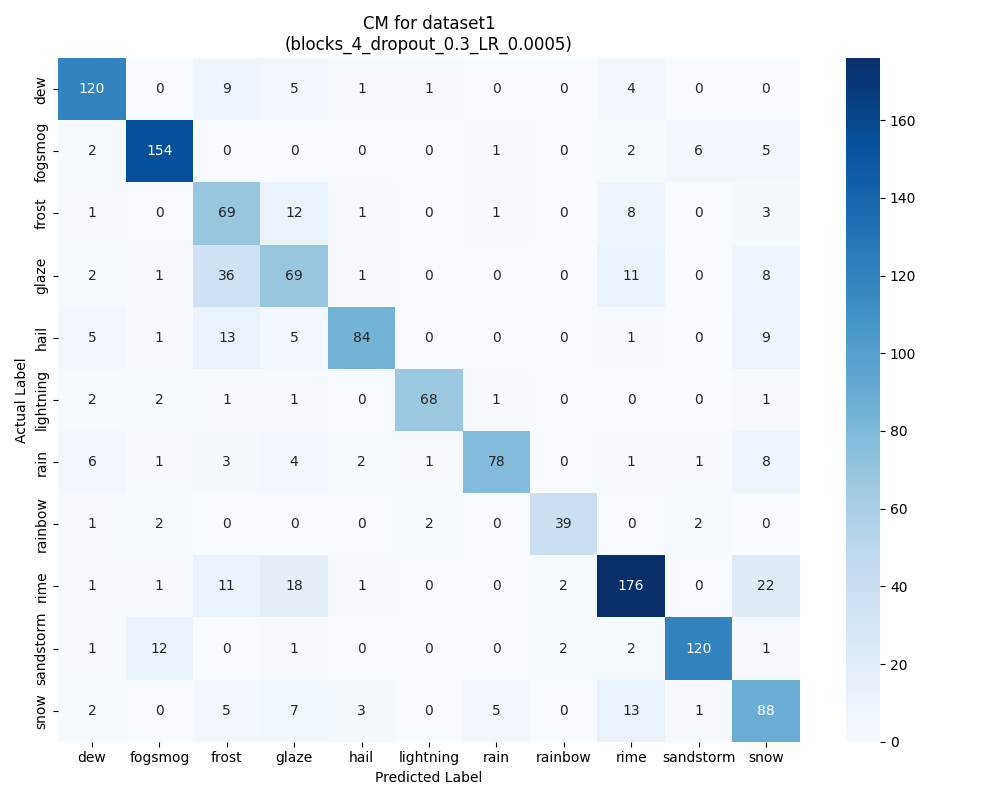 CM for dataset1
(blocks_4_dropout_0.3_LR_0.0005)
Actual Label
dew 120 0 9 5 1 1 0 0 4 0 0
fogsmog 2 154 0 0 0 0 1 0 2 6 5
frost 1 0 69 12 1 0 1 0 8 0 3
glaze 2 1 36 69 1 0 0 0 11 0 8
hail 5 1 13 5 84 0 0 0 1 0 9
lightning 2 2 1 1 0 68 1 0 0 0 1
rain 6 1 3 4 2 1 78 0 1 1 8
rainbow 1 2 0 0 0 2 0 39 0 2 0
rime 1 1 11 18 1 0 0 2 176 0 22
sandstorm 1 12 0 1 0 0 0 2 2 120 1
snow 2 0 5 7 3 0 5 0 13 1 88
dew fogsmog frost glaze hail lightning rain rainbow rime sandstorm snow
Predicted Label
160
140
120
100
80
60
40
20
0